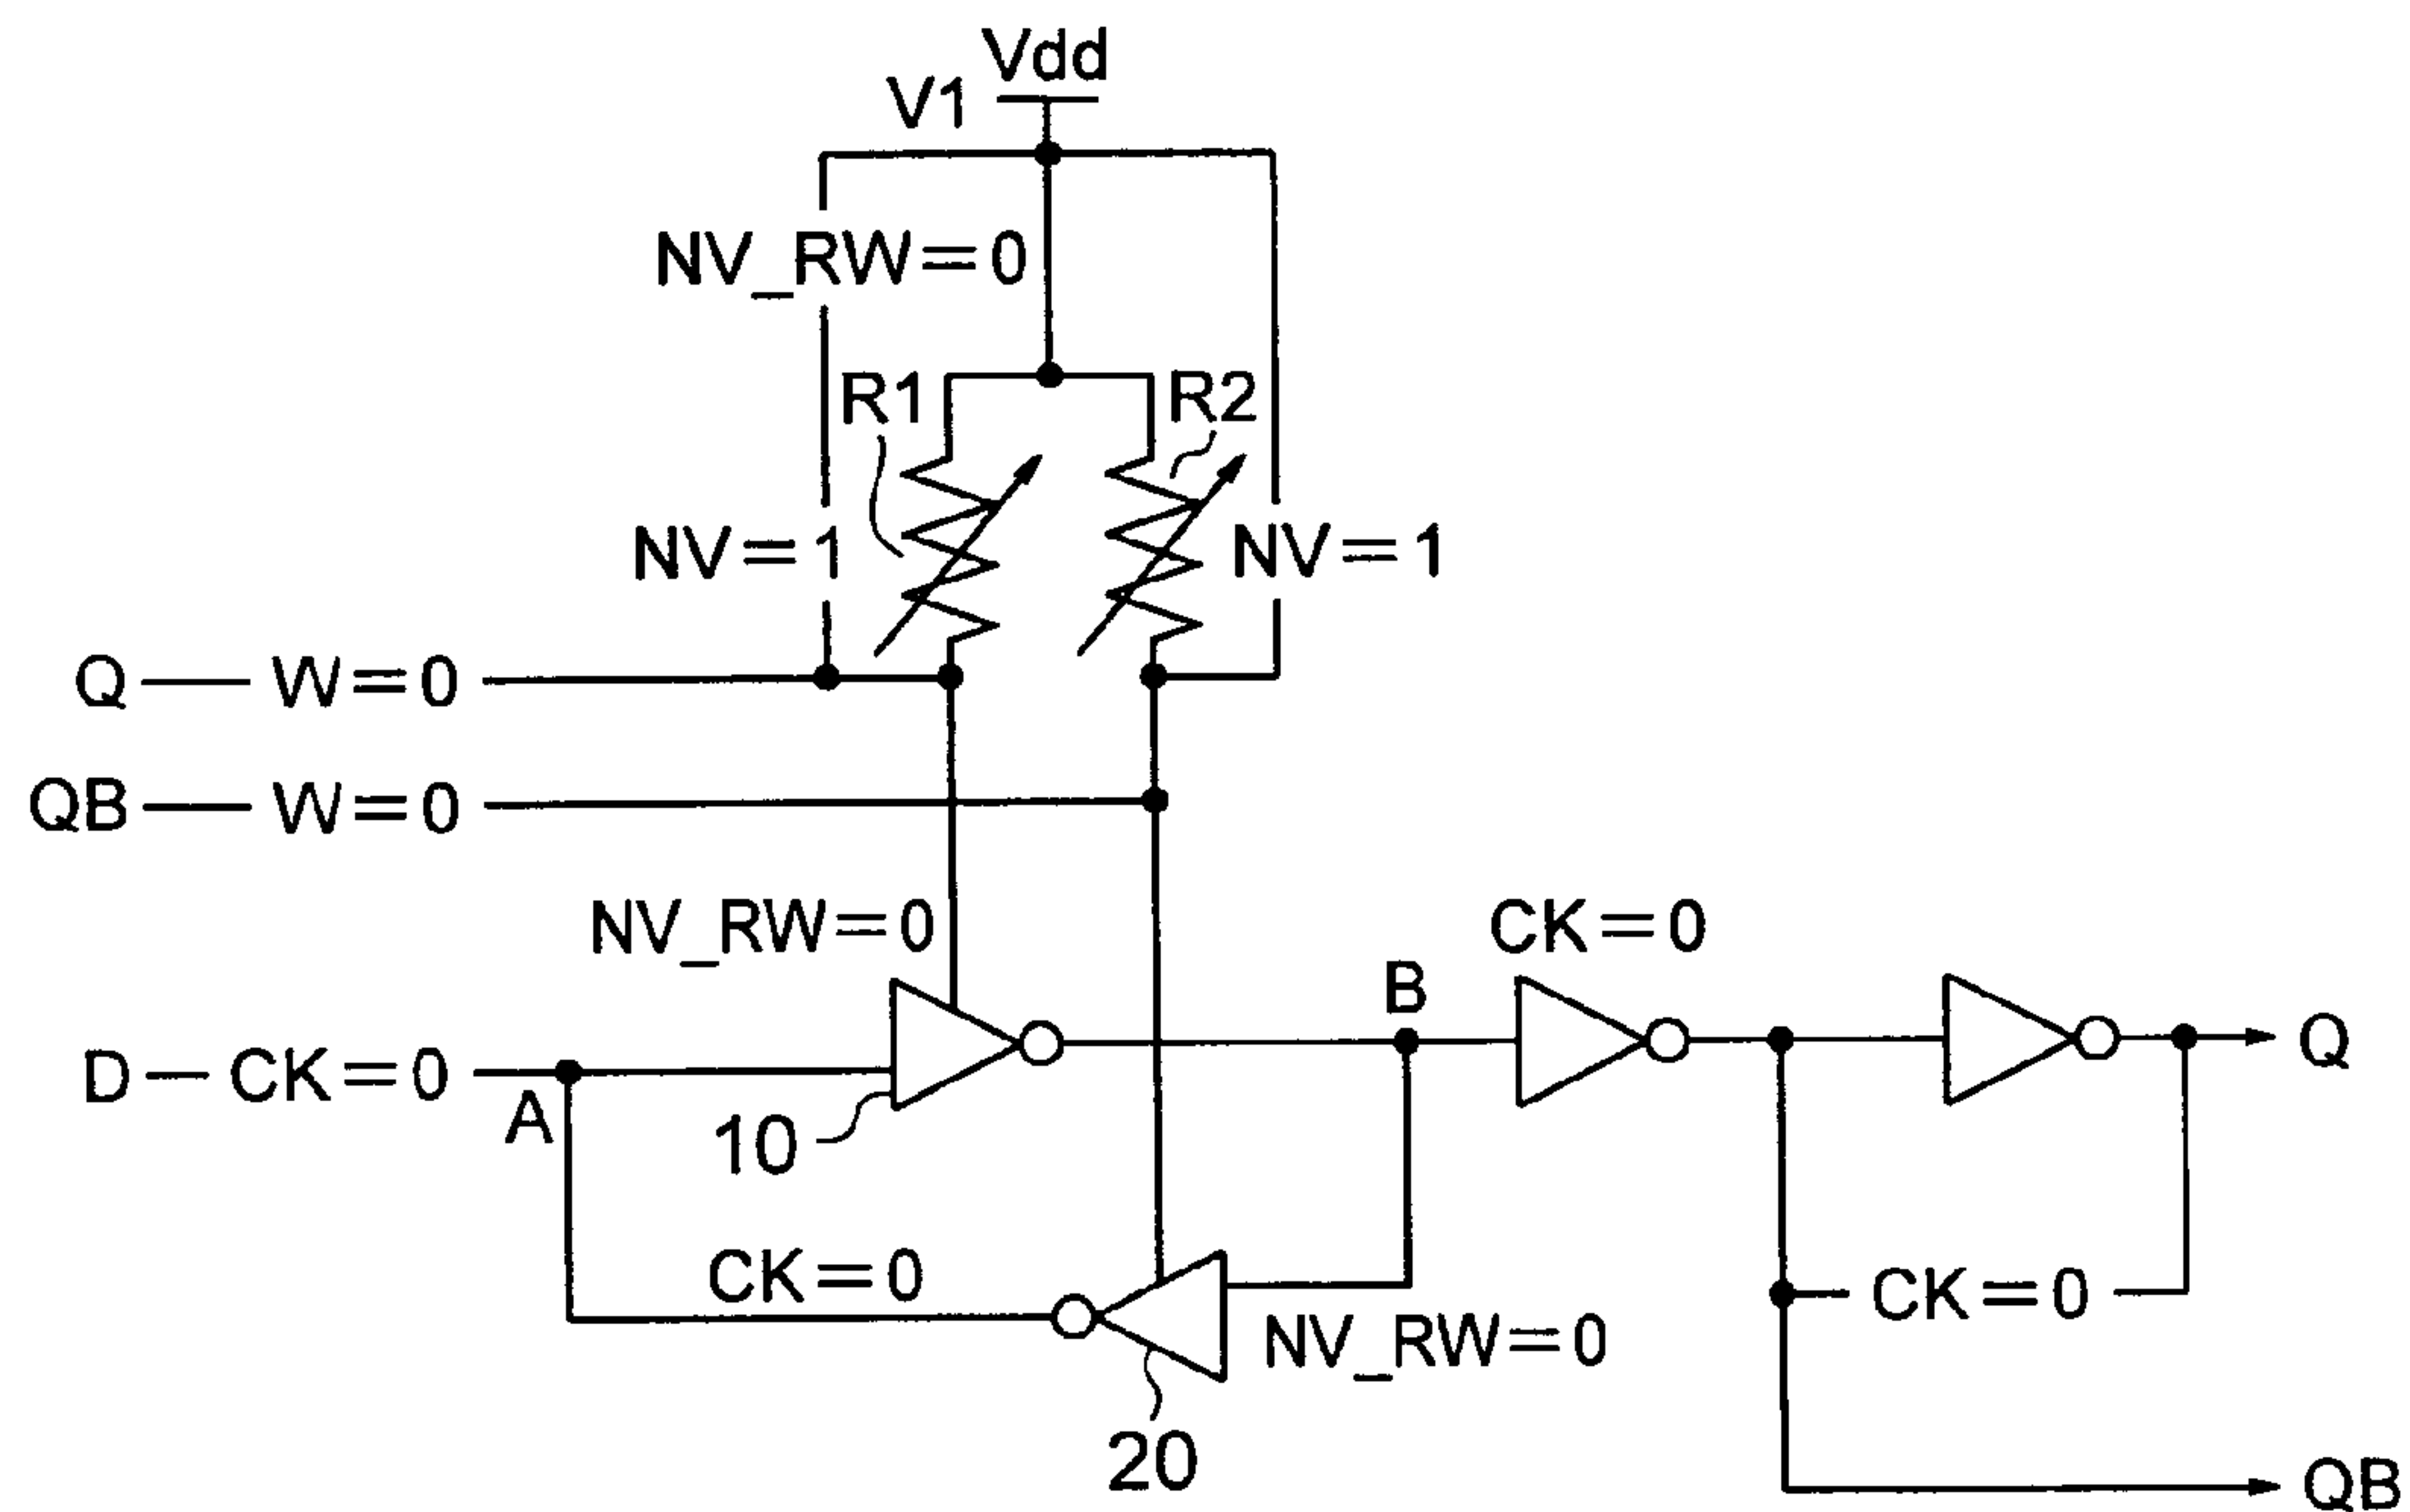 Vdd
V1
NV_RW=0
R1
R2
NV=1
NV=1
Q — W=0
QB — W=0
NV_RW=0
CK=0
B
D — CK=0
A
10
Q
CK=0
CK=0
NV_RW=0
20
QB